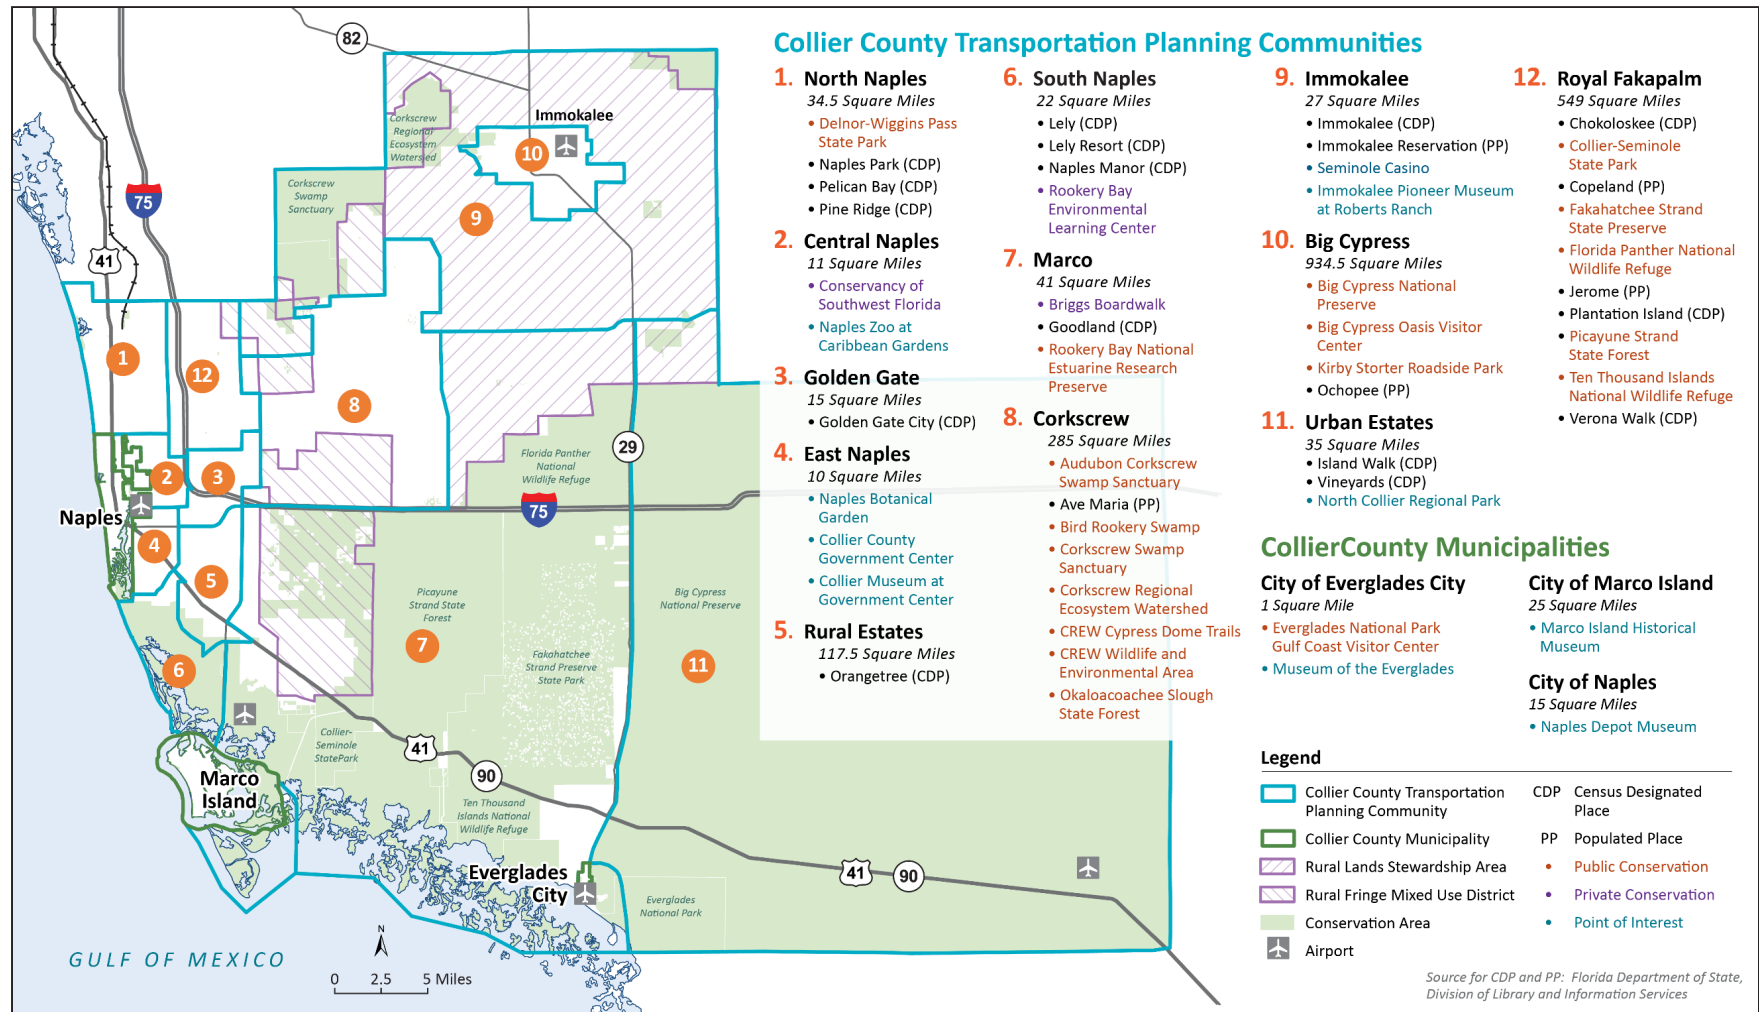 Collier County Transportation Planning Communities
1. North Naples
34.5 Square Miles
• Delnor-Wiggins Pass
State Park
• Naples Park (CDP)
• Pelican Bay (CDP)
• Pine Ridge (CDP)
2. Central Naples
11 Square Miles
• Conservancy of
Southwest Florida
• Naples Zoo at
Caribbean Gardens
3. Golden Gate
15 Square Miles
• Golden Gate City (CDP)
4. East Naples
10 Square Miles
• Naples Botanical
Garden
• Collier County
Government Center
• Collier Museum at
Government Center
5. Rural Estates
117.5 Square Miles
• Orangetree (CDP)
6. South Naples
22 Square Miles
• Lely (CDP)
• Lely Resort (CDP)
• Naples Manor (CDP)
• Rookery Bay
Environmental
Learning Center
7. Marco
41 Square Miles
• Briggs Boardwalk
• Goodland (CDP)
• Rookery Bay National
Estuarine Research
Preserve
8. Corkscrew
285 Square Miles
• Audubon Corkscrew
Swamp Sanctuary
• Ave Maria (PP)
• Bird Rookery Swamp
• Corkscrew Swamp
Sanctuary
• Corkscrew Regional
Ecosystem Watershed
• CREW Cypress Dome Trails
• CREW Wildlife and
Environmental Area
• Okaloacoachee Slough
State Forest
9. Immokalee
27 Square Miles
• Immokalee (CDP)
• Immokalee Reservation (PP)
• Seminole Casino
• Immokalee Pioneer Museum
at Roberts Ranch
10. Big Cypress
934.5 Square Miles
• Big Cypress National
Preserve
• Big Cypress Oasis Visitor
Center
• Kirby Storter Roadside Park
• Ochopee (PP)
11. Urban Estates
35 Square Miles
• Island Walk (CDP)
• Vineyards (CDP)
• North Collier Regional Park
12. Royal Fakapalm
549 Square Miles
• Chokoloskee (CDP)
• Collier-Seminole
State Park
• Copeland (PP)
• Fakahatchee Strand
State Preserve
• Florida Panther National
Wildlife Refuge
• Jerome (PP)
• Plantation Island (CDP)
• Picayune Strand
State Forest
• Ten Thousand Islands
National Wildlife Refuge
• Verona Walk (CDP)
CollierCounty Municipalities
City of Everglades City
1 Square Mile
• Everglades National Park
Gulf Coast Visitor Center
• Museum of the Everglades
City of Marco Island
25 Square Miles
• Marco Island Historical
Museum
City of Naples
15 Square Miles
• Naples Depot Museum
Legend
Collier County Transportation
Planning Community
Collier County Municipality
Rural Lands Stewardship Area
Rural Fringe Mixed Use District
Conservation Area
Airport
CDP Census Designated
Place
PP Populated Place
• Public Conservation
• Private Conservation
• Point of Interest
Source for CDP and PP: Florida Department of State,
Division of Library and Information Services
82
Immokalee
Corkscrew
Regional
Ecosystem
Watersed
10
Corkscrew
Swamp
Sanctuary
75
9
41
1
12
8
29
Florida Panther
National
Wildlife Refuge
2
3
75
Naples
4
5
Picayune
Strand State
Forest
Big Cypress
National Preserve
7
Fakahatchee
Strand Preserve
State Park
11
6
Collier-
Seminole
StatePark
41
90
Marco
Island
Ten Thousand
Islands National
Wildlife Refuge
Everglades
City
41
90
Everglades
National Park
GULF OF MEXICO
N
0 2.5 5 Miles